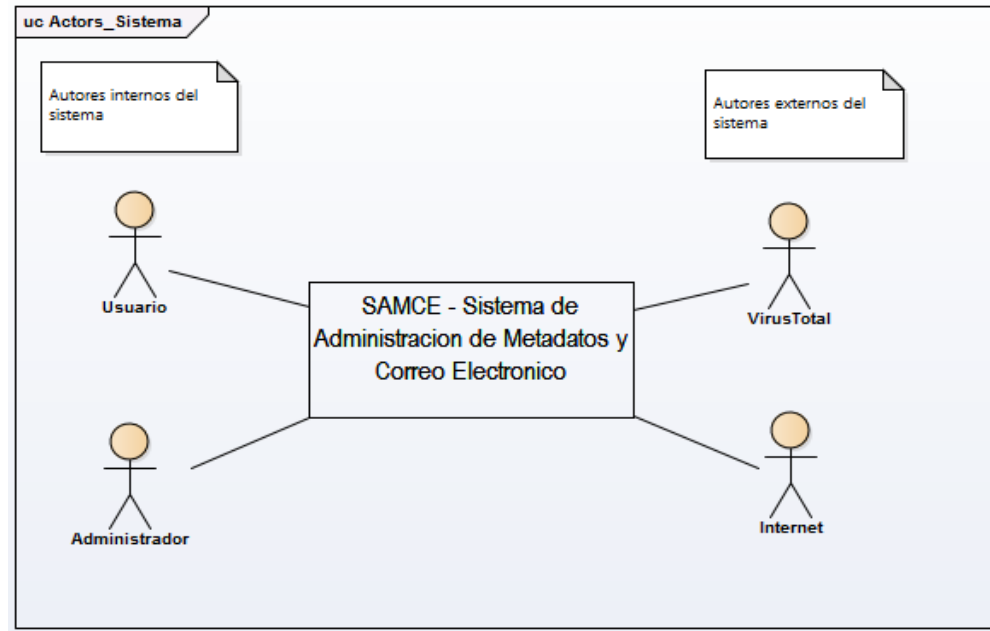 uc Actors_Sistema
Autores internos del
sistema
Autores externos del
sistema
Usuario
VirusTotal
SAMCE - Sistema de
Administracion de Metadatos y
Correo Electronico
Administrador
Internet